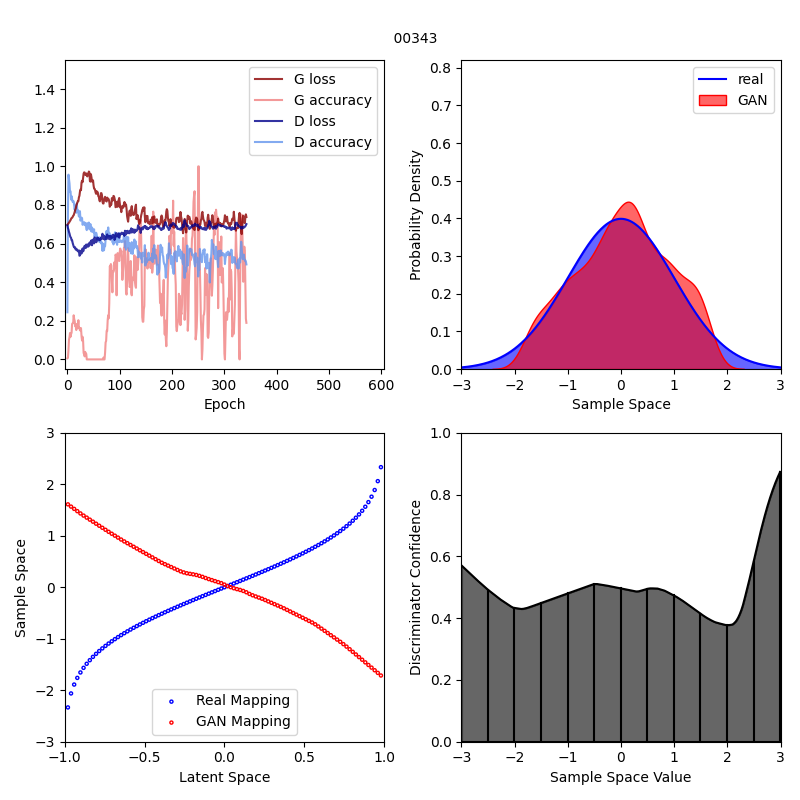 00343
G loss
G accuracy
D loss
D accuracy
1.4
1.2
1.0
0.8
0.6
0.4
0.2
0.0
0 100 200 300 400 500 600
Epoch
real
GAN
Probability Density
0.8
0.7
0.6
0.5
0.4
0.3
0.2
0.1
0.0
−3 −2 −1 0 1 2 3
Sample Space
Sample Space
3
2
1
0
−1
−2
−3
Real Mapping
GAN Mapping
−1.0 −0.5 0.0 0.5 1.0
Latent Space
Discriminator Confidence
1.0
0.8
0.6
0.4
0.2
0.0
−3 −2 −1 0 1 2 3
Sample Space Value